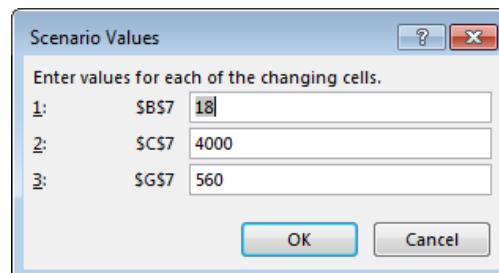 Scenario Values
Enter values for each of the changing cells.
1: $B$7 18
2: $C$7 4000
3: $G$7 560
OK Cancel